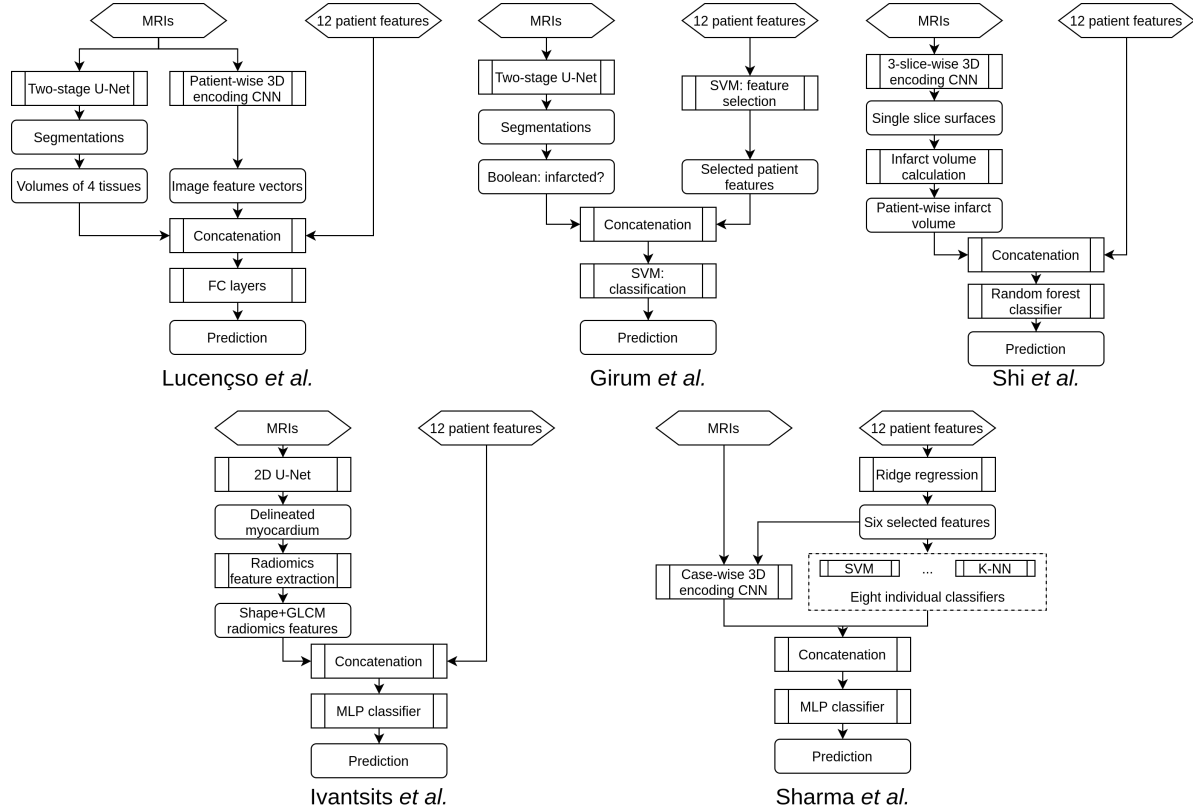 MRIs
12 patient features
Two-stage U-Net
Patient-wise 3D
encoding CNN
Segmentations
Volumes of 4 tissues
Image feature vectors
Concatenation
FC layers
Prediction
Lucençso et al.
MRIs
12 patient features
Two-stage U-Net
SVM: feature
selection
Segmentations
Boolean: infarcted?
Selected patient
features
Concatenation
SVM:
classification
Prediction
Girum et al.
MRIs
12 patient features
3-slice-wise 3D
encoding CNN
Single slice surfaces
Infarct volume
calculation
Patient-wise infarct
volume
Concatenation
Random forest
classifier
Prediction
Shi et al.
MRIs
12 patient features
2D U-Net
Delineated
myocardium
Radiomics
feature extraction
Shape+GLCM
radiomics features
Concatenation
MLP classifier
Prediction
Ivantsits et al.
MRIs
12 patient features
Ridge regression
Six selected features
Case-wise 3D
encoding CNN
SVM ... K-NN
Eight individual classifiers
Concatenation
MLP classifier
Prediction
Sharma et al.